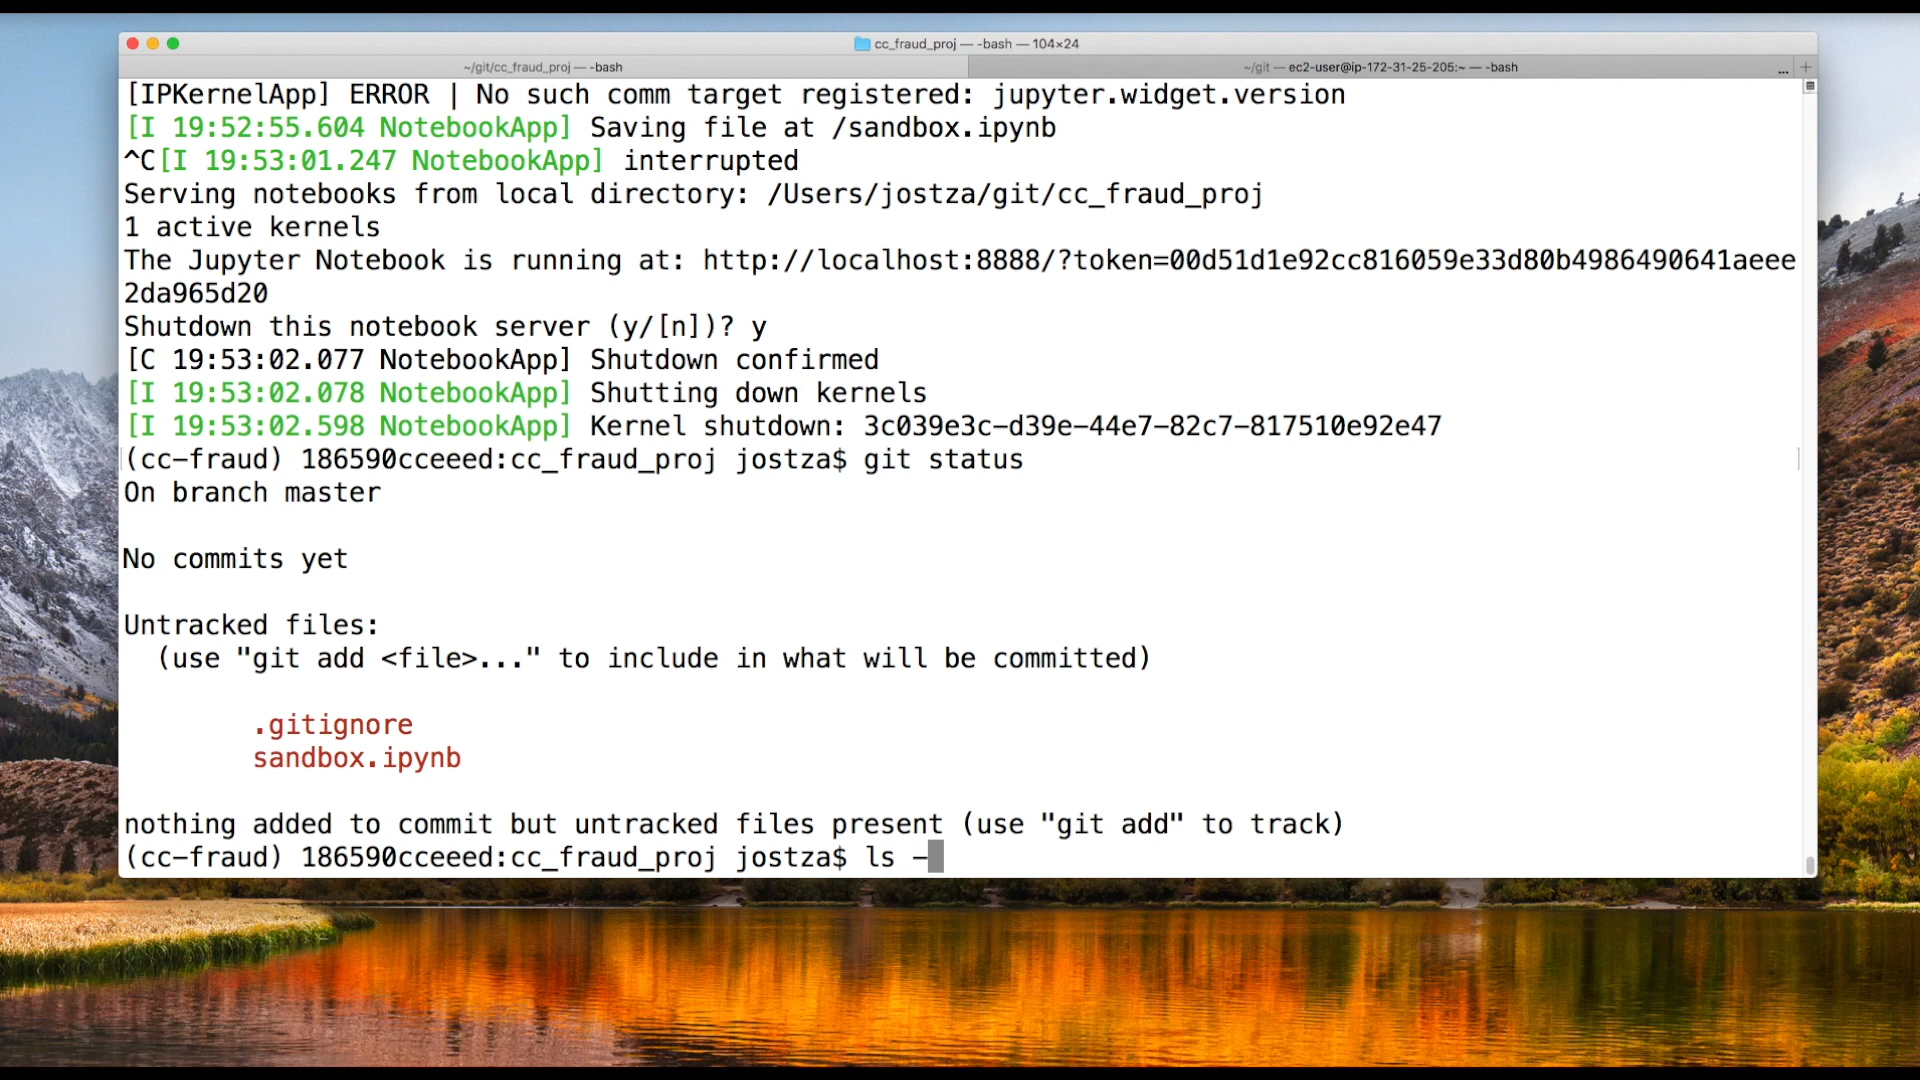 cc_fraud_proj — -bash — 104×24
~/git/cc_fraud_proj — -bash
~/git — ec2-user@ip-172-31-25-205:~ — -bash
... +
[IPKernelApp] ERROR | No such comm target registered: jupyter.widget.version
[I 19:52:55.604 NotebookApp] Saving file at /sandbox.ipynb
^C[I 19:53:01.247 NotebookApp] interrupted
Serving notebooks from local directory: /Users/jostza/git/cc_fraud_proj
1 active kernels
The Jupyter Notebook is running at: http://localhost:8888/?token=00d51d1e92cc816059e33d80b4986490641aeee
2da965d20
Shutdown this notebook server (y/[n])? y
[C 19:53:02.077 NotebookApp] Shutdown confirmed
[I 19:53:02.078 NotebookApp] Shutting down kernels
[I 19:53:02.598 NotebookApp] Kernel shutdown: 3c039e3c-d39e-44e7-82c7-817510e92e47
(cc-fraud) 186590cceeed:cc_fraud_proj jostza$ git status
On branch master
No commits yet
Untracked files:
(use "git add <file>..." to include in what will be committed)
.gitignore
sandbox.ipynb
nothing added to commit but untracked files present (use "git add" to track)
(cc-fraud) 186590cceeed:cc_fraud_proj jostza$ ls -